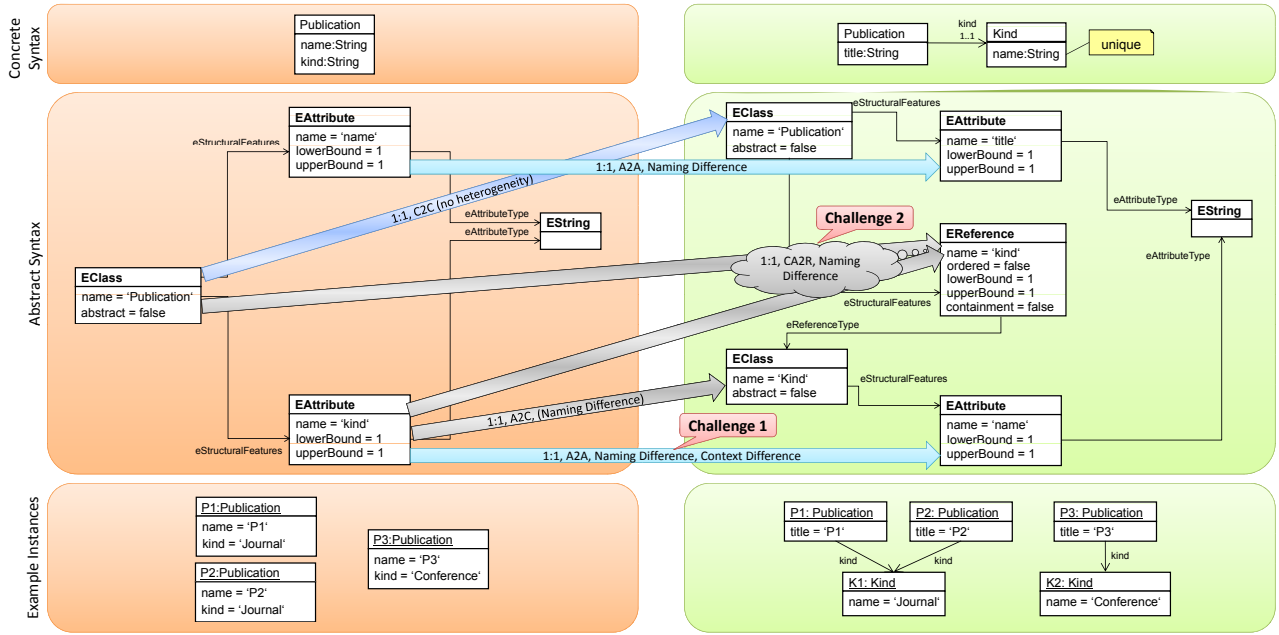 Concrete
Syntax
Publication
name:String
kind:String
Publication
title:String
kind
1..1
Kind
name:String
unique
Abstract Syntax
EAttribute
name = 'name'
lowerBound = 1
upperBound = 1
eStructuralFeatures
EClass
name = 'Publication'
abstract = false
eStructuralFeatures
EAttribute
name = 'title'
lowerBound = 1
upperBound = 1
1:1, A2A, Naming Difference
1:1, C2C (no heterogeneity)
eAttributeType
eAttributeType
EString
eAttributeType
EString
eAttributeType
Challenge 2
1:1, CA2R, Naming
Difference
EReference
name = 'kind'
ordered = false
lowerBound = 1
upperBound = 1
containment = false
eStructuralFeatures
EClass
name = 'Publication'
abstract = false
eReferenceType
EClass
name = 'Kind'
abstract = false
eStructuralFeatures
EAttribute
name = 'kind'
lowerBound = 1
upperBound = 1
eStructuralFeatures
1:1, A2C, (Naming Difference)
Challenge 1
1:1, A2A, Naming Difference, Context Difference
EAttribute
name = 'name'
lowerBound = 1
upperBound = 1
Example Instances
P1:Publication
name = 'P1'
kind = 'Journal'
P2:Publication
name = 'P2'
kind = 'Journal'
P3:Publication
name = 'P3'
kind = 'Conference'
P1: Publication
title = 'P1'
P2: Publication
title = 'P2'
P3: Publication
title = 'P3'
kind
kind
kind
K1: Kind
name = 'Journal'
K2: Kind
name = 'Conference'